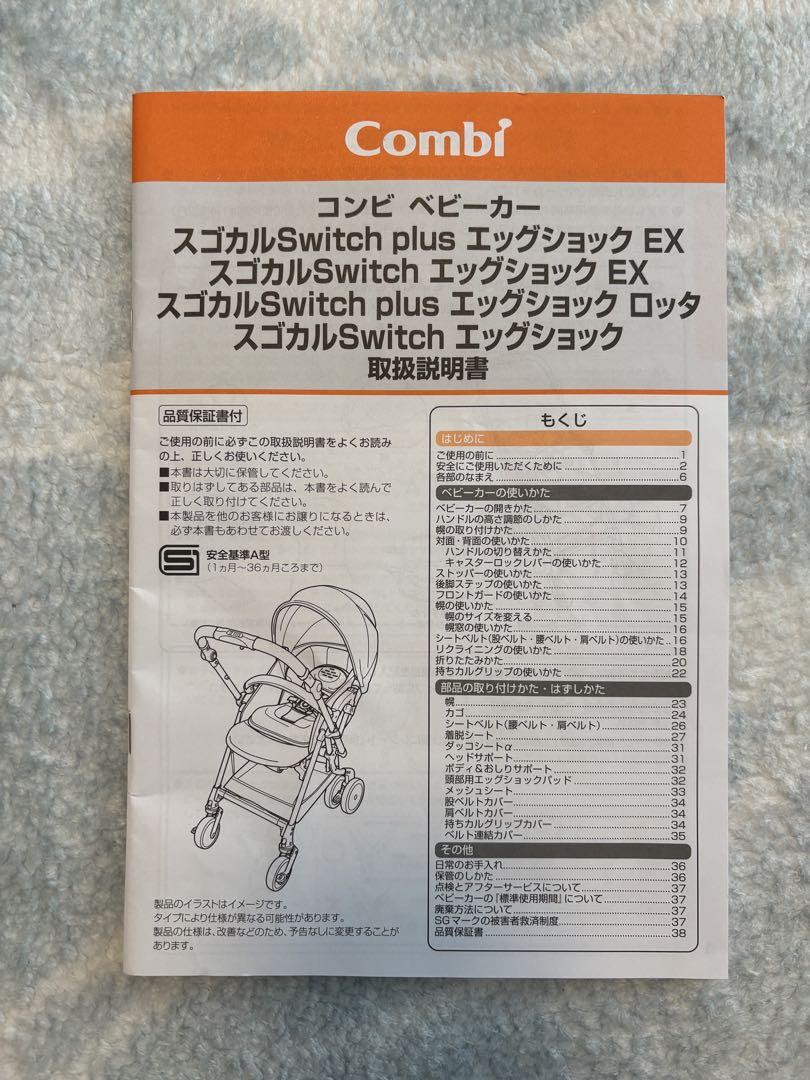 Combi
コンビ ベビーカー
スゴカルSwitch plus エッグショック EX
スゴカルSwitch エッグショック EX
スゴカルSwitch plus エッグショック ロッタ
スゴカルSwitch エッグショック
取扱説明書
品質保証書付
ご使用の前に必ずこの取扱説明書をよくお読み
の上、正しくお使いください。
■本書は大切に保管してください。
■取りはずしてある部品は、本書をよく読んで
正しく取り付けてください。
■本製品を他のお客様にお譲りになるときは、
必ず本書もあわせてお渡しください。
安全基準A型
(1ヵ月〜36ヵ月ころまで)
製品のイラストはイメージです。
タイプにより仕様が異なる可能性があります。
製品の仕様は、改善などのため、予告なしに変更することが
あります。
もくじ
はじめに
ご使用の前に……1
安全にご使用いただくために……2
各部のなまえ……6
ベビーカーの使いかた
ベビーカーの開きかた……7
ハンドルの高さ調節のしかた……9
幌の取り付けかた……9
対面・背面の使いかた……10
ハンドルの切り替えかた……11
キャスターロックレバーの使いかた……12
ストッパーの使いかた……13
後脚ステップの使いかた……13
フロントガードの使いかた……14
幌の使いかた……15
幌のサイズを変える……15
幌窓の使いかた……16
シートベルト(股ベルト・腰ベルト・肩ベルト)の使いかた…16
リクライニングの使いかた……18
折りたたみかた……20
持ちカルグリップの使いかた……22
部品の取り付けかた・はずしかた
幌……23
カゴ……24
シートベルト(腰ベルト・肩ベルト)……26
着脱シート……27
ダッコシートα……31
ヘッドサポート……31
ボディ&おしりサポート……32
頭部用エッグショックパッド……32
メッシュシート……33
股ベルトカバー……34
肩ベルトカバー……34
持ちカルグリップカバー……34
ベルト連結カバー……35
その他
日常のお手入れ……36
保管のしかた……36
点検とアフターサービスについて……37
ベビーカーの『標準使用期間』について……37
廃棄方法について……37
SGマークの被害者救済制度……37
品質保証書……38